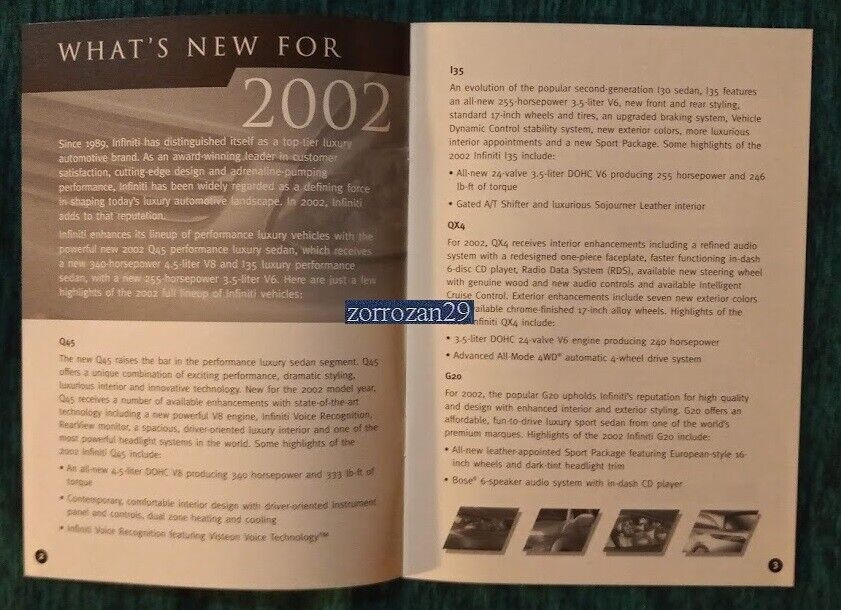 WHAT'S NEW FOR
2002
Since 1989, Infiniti has distinguished itself as a top-tier luxury
automotive brand. As an award-winning leader in customer
satisfaction, cutting-edge design and adrenaline-pumping
performance, Infiniti has been widely regarded as a defining force
in shaping today's luxury automotive landscape. In 2002, Infiniti
adds to that reputation.
Infiniti enhances its lineup of performance luxury vehicles with the
powerful new 2002 Q45 performance luxury sedan, which receives
a new 340-horsepower 4.5-liter V8 and I35 luxury performance
sedan, with a new 255-horsepower 3.5-liter V6. Here are just a few
highlights of the 2002 full lineup of Infiniti vehicles:
Q45
The new Q45 raises the bar in the performance luxury sedan segment. Q45
offers a unique combination of exciting performance, dramatic styling,
luxurious interior and innovative technology. New for the 2002 model year,
Q45 receives a number of available enhancements with state-of-the-art
technology including a new powerful V8 engine, Infiniti Voice Recognition,
RearView monitor, a spacious, driver-oriented luxury interior and one of the
most powerful headlight systems in the world. Some highlights of the
2002 Infiniti Q45 include:
• An all-new 4.5-liter DOHC V8 producing 340 horsepower and 333 lb-ft of
torque
• Contemporary, comfortable interior design with driver-oriented instrument
panel and controls, dual zone heating and cooling
• Infiniti Voice Recognition featuring Visteon Voice Technology™
2
zorrozan29
I35
An evolution of the popular second-generation I30 sedan, I35 features
an all-new 255-horsepower 3.5-liter V6, new front and rear styling,
standard 17-inch wheels and tires, an upgraded braking system, Vehicle
Dynamic Control stability system, new exterior colors, more luxurious
interior appointments and a new Sport Package. Some highlights of the
2002 Infiniti I35 include:
• All-new 24-valve 3.5-liter DOHC V6 producing 255 horsepower and 246
lb-ft of torque
• Gated A/T Shifter and luxurious Sojourner Leather interior
QX4
For 2002, QX4 receives interior enhancements including a refined audio
system with a redesigned one-piece faceplate, faster functioning in-dash
6-disc CD player, Radio Data System (RDS), available new steering wheel
with genuine wood and new audio controls and available Intelligent
Cruise Control. Exterior enhancements include seven new exterior colors
available chrome-finished 17-inch alloy wheels. Highlights of the
Infiniti QX4 include:
• 3.5-liter DOHC 24-valve V6 engine producing 240 horsepower
• Advanced All-Mode 4WD® automatic 4-wheel drive system
G20
For 2002, the popular G20 upholds Infiniti's reputation for high quality
and design with enhanced interior and exterior styling. G20 offers an
affordable, fun-to-drive luxury sport sedan from one of the world's
premium marques. Highlights of the 2002 Infiniti G20 include:
• All-new leather-appointed Sport Package featuring European-style 16-
inch wheels and dark-tint headlight trim
• Bose® 6-speaker audio system with in-dash CD player
3